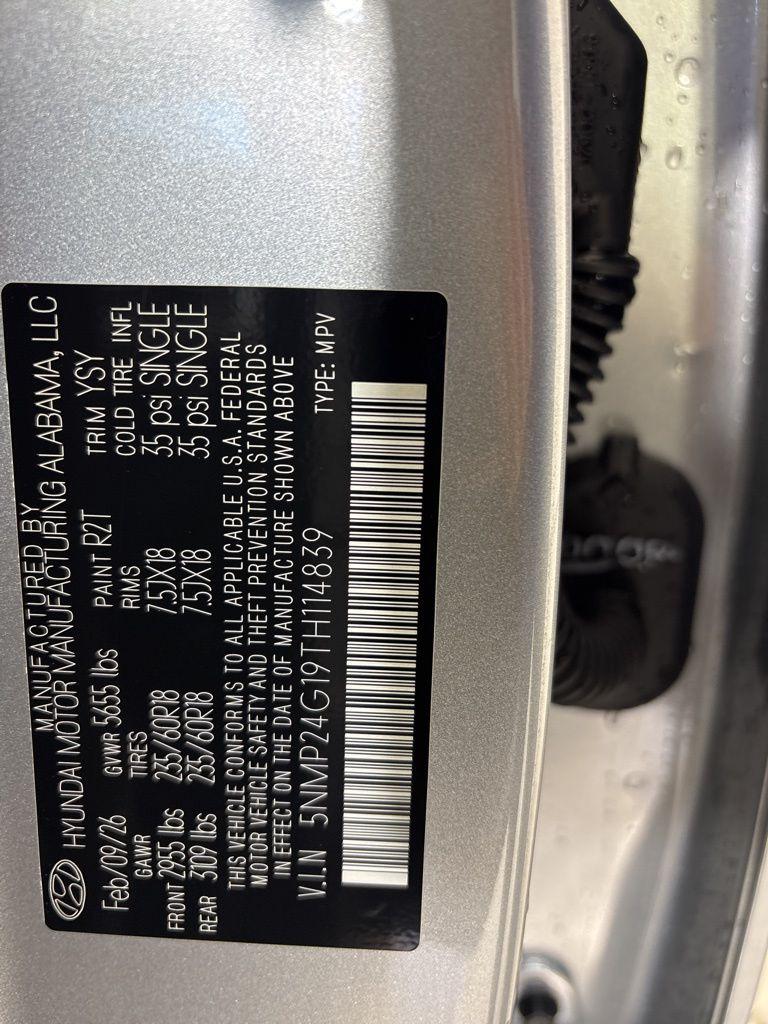 MANUFACTURED BY
HYUNDAI MOTOR MANUFACTURING ALABAMA, LLC
Feb/09/26 GVWR 5655 lbs PAINT R2T TRIM YSY
GAWR TIRES RIMS COLD TIRE INFL
FRONT 2955 lbs 235/60R18 7.5JX18 35 psi SINGLE
REAR 3109 lbs 235/60R18 7.5JX18 35 psi SINGLE
THIS VEHICLE CONFORMS TO ALL APPLICABLE U.S.A. FEDERAL
MOTOR VEHICLE SAFETY AND THEFT PREVENTION STANDARDS
IN EFFECT ON THE DATE OF MANUFACTURE SHOWN ABOVE
V.I.N 5NMP24G19TH114839 TYPE: MPV